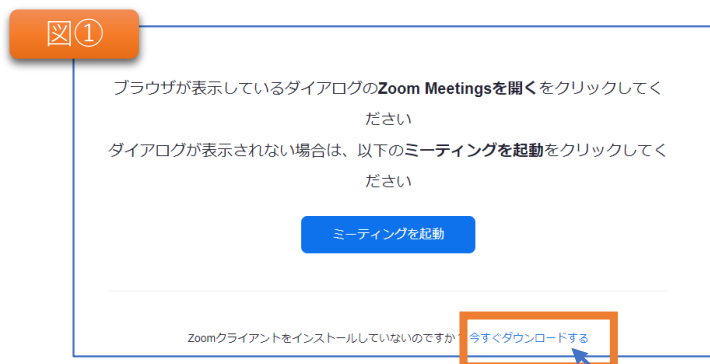 図①
ブラウザが表示しているダイアログのZoom Meetingsを開くをクリックしてく
ださい
ダイアログが表示されない場合は、以下のミーティングを起動をクリックしてく
ださい
ミーティングを起動
Zoomクライアントをインストールしていないのですか？今すぐダウンロードする